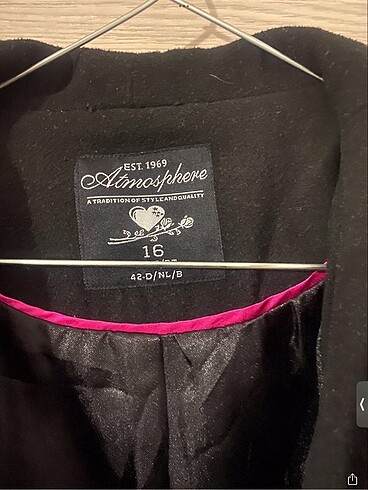 EST. 1969
Atmosphere
A TRADITION OF STYLE AND QUALITY
16
42-D/NL/B